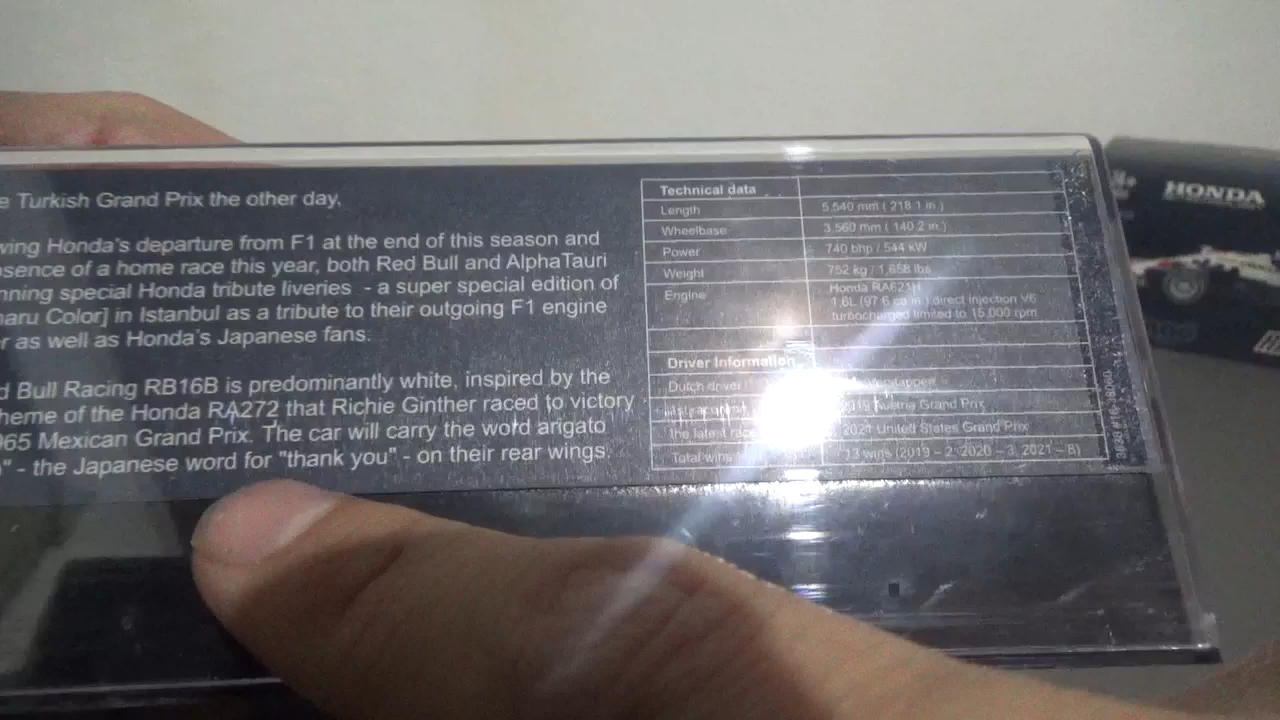 e Turkish Grand Prix the other day,
wing Honda's departure from F1 at the end of this season and
sence of a home race this year, both Red Bull and AlphaTauri
nning special Honda tribute liveries - a super special edition of
aru Color] in Istanbul as a tribute to their outgoing F1 engine
r as well as Honda's Japanese fans.
d Bull Racing RB16B is predominantly white, inspired by the
heme of the Honda RA272 that Richie Ginther raced to victory
965 Mexican Grand Prix. The car will carry the word arigato
" - the Japanese word for "thank you" - on their rear wings.
Technical data
Length 5.540 mm ( 218.1 in.)
Wheelbase 3.560 mm ( 140.2 in.)
Power 740 bhp / 544 kW
Weight 752 kg / 1,658 lbs
Engine Honda RA621H
1.6L (97.6 cu in.) direct injection V6
turbocharged limited to 15,000 rpm
Driver Information
Dutch driver Verstappen
Austria Grand Prix
The latest race 2021 United States Grand Prix
Total wins 13 wins (2019 – 2, 2020 – 3, 2021 – 8)
HONDA